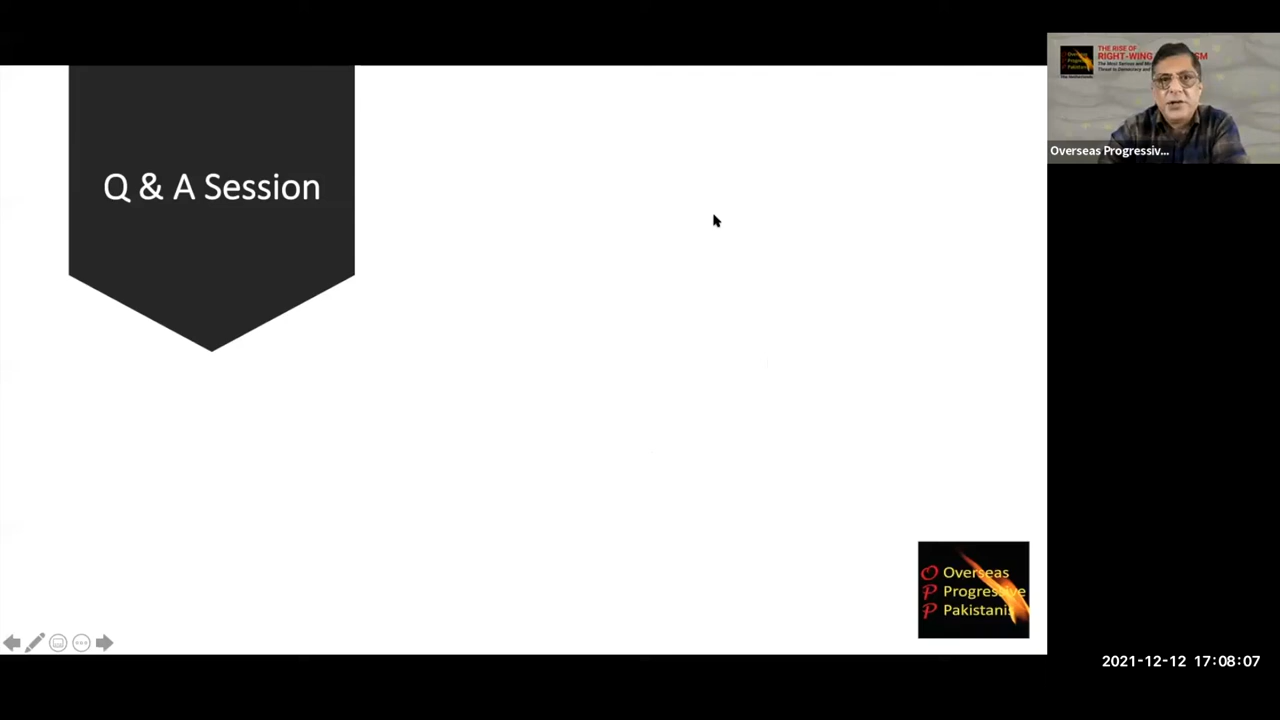 Q & A Session
THE RISE OF
RIGHT-WING
Overseas Progressiv...
O Overseas
P Progressive
P Pakistanis
2021-12-12 17:08:07